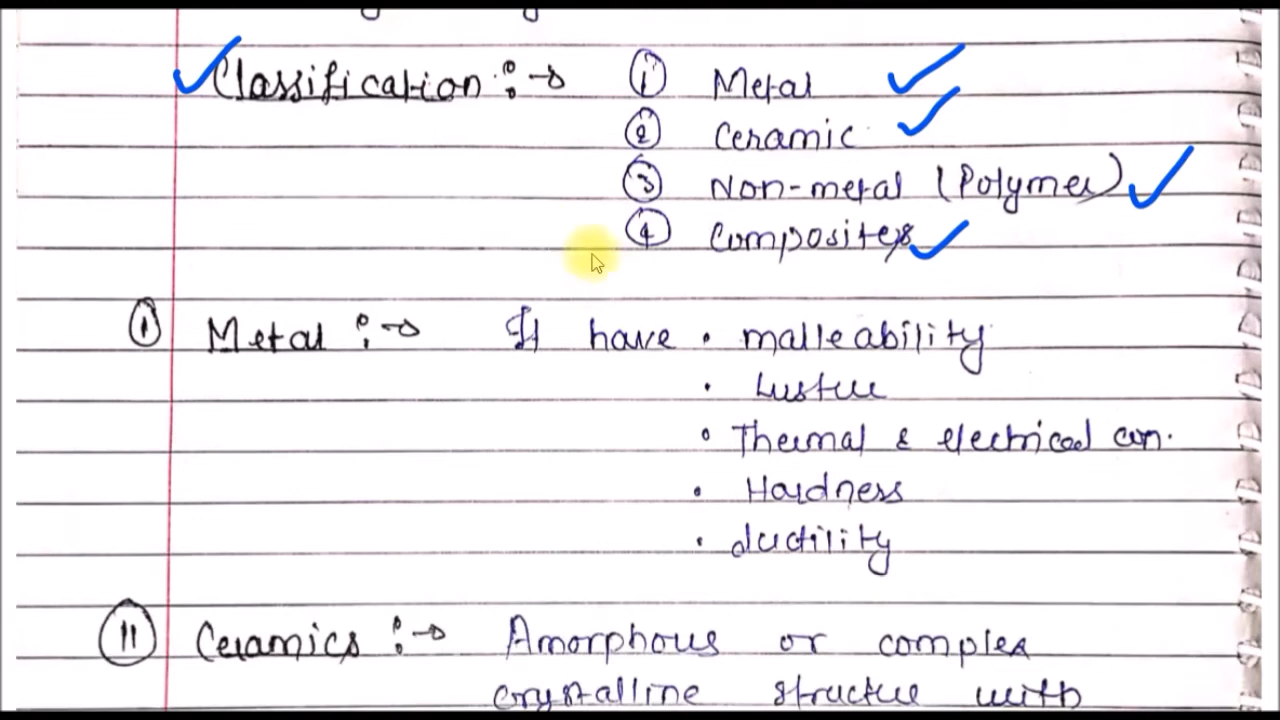 Classification :→ ① Metal
② Ceramic
③ Non-metal (Polymer)
④ Composites
① Metal :→ It have • malleability
• Lustre
• Thermal & electrical con.
• Hardness
• ductility
Ⅱ Ceramics :→ Amorphous or complex
crystalline structure with